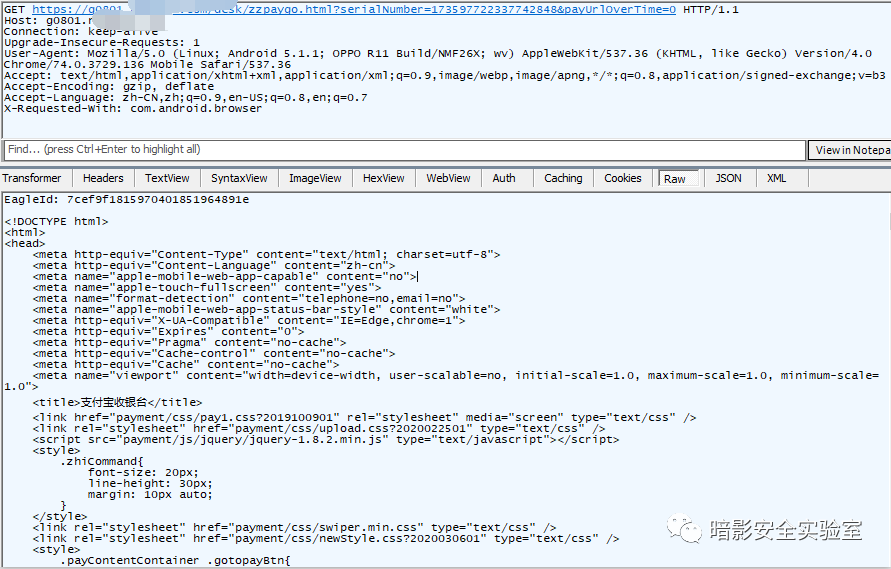 GET https://g0801. /com/desk/zzpaygo.html?serialNumber=173597722337742848&payUrlOverTime=0 HTTP/1.1
Host: g0801.
Connection: keep-alive
Upgrade-Insecure-Requests: 1
User-Agent: Mozilla/5.0 (Linux; Android 5.1.1; OPPO R11 Build/NMF26X; wv) AppleWebKit/537.36 (KHTML, like Gecko) Version/4.0
Chrome/74.0.3729.136 Mobile Safari/537.36
Accept: text/html,application/xhtml+xml,application/xml;q=0.9,image/webp,image/apng,*/*;q=0.8,application/signed-exchange;v=b3
Accept-Encoding: gzip, deflate
Accept-Language: zh-CN,zh;q=0.9,en-US;q=0.8,en;q=0.7
X-Requested-With: com.android.browser
Find... (press Ctrl+Enter to highlight all) View in Notepa
Transformer Headers TextView SyntaxView ImageView HexView WebView Auth Caching Cookies Raw JSON XML
EagleId: 7cef9f1815970401851964891e
<!DOCTYPE html>
<html>
<head>
<meta http-equiv="Content-Type" content="text/html; charset=utf-8">
<meta http-equiv="Content-Language" content="zh-cn">
<meta name="apple-mobile-web-app-capable" content="no">
<meta name="apple-touch-fullscreen" content="yes">
<meta name="format-detection" content="telephone=no,email=no">
<meta name="apple-mobile-web-app-status-bar-style" content="white">
<meta http-equiv="X-UA-Compatible" content="IE=Edge,chrome=1">
<meta http-equiv="Expires" content="0">
<meta http-equiv="Pragma" content="no-cache">
<meta http-equiv="Cache-control" content="no-cache">
<meta http-equiv="Cache" content="no-cache">
<meta name="viewport" content="width=device-width, user-scalable=no, initial-scale=1.0, maximum-scale=1.0, minimum-scale=
1.0">
<title>支付宝收银台</title>
<link href="payment/css/pay1.css?2019100901" rel="stylesheet" media="screen" type="text/css" />
<link rel="stylesheet" href="payment/css/upload.css?2020022501" type="text/css" />
<script src="payment/js/jquery/jquery-1.8.2.min.js" type="text/javascript"></script>
<style>
.zhiCommand{
font-size: 20px;
line-height: 30px;
margin: 10px auto;
}
</style>
<link rel="stylesheet" href="payment/css/swiper.min.css" type="text/css" />
<link rel="stylesheet" href="payment/css/newStyle.css?2020030601" type="text/css" />
<style>
.payContentContainer .gotopayBtn{
暗影安全实验室